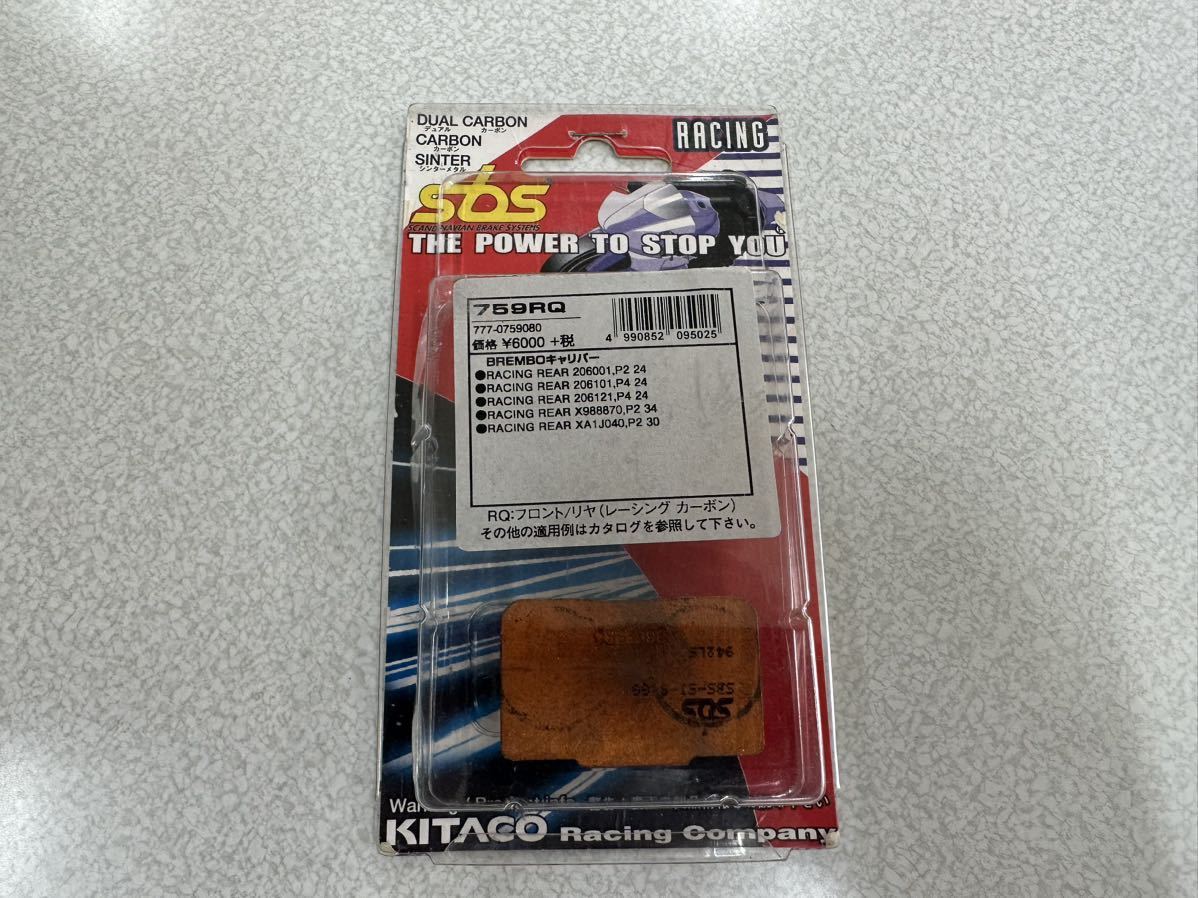 DUAL CARBON
デュアル カーボン
CARBON
カーボン
SINTER
シンターメタル
RACING
sbs
SCANDINAVIAN BRAKE SYSTEMS
THE POWER TO STOP YOU
759RQ
777-0759080
価格 ¥6000 +税
4 990852 095025
BREMBOキャリパー
●RACING REAR 206001,P2 24
●RACING REAR 206101,P4 24
●RACING REAR 206121,P4 24
●RACING REAR X988870,P2 34
●RACING REAR XA1J040,P2 30
RQ:フロント/リヤ(レーシング カーボン)
その他の適用例はカタログを参照して下さい。
942LS
sbs
KITACO Racing Company